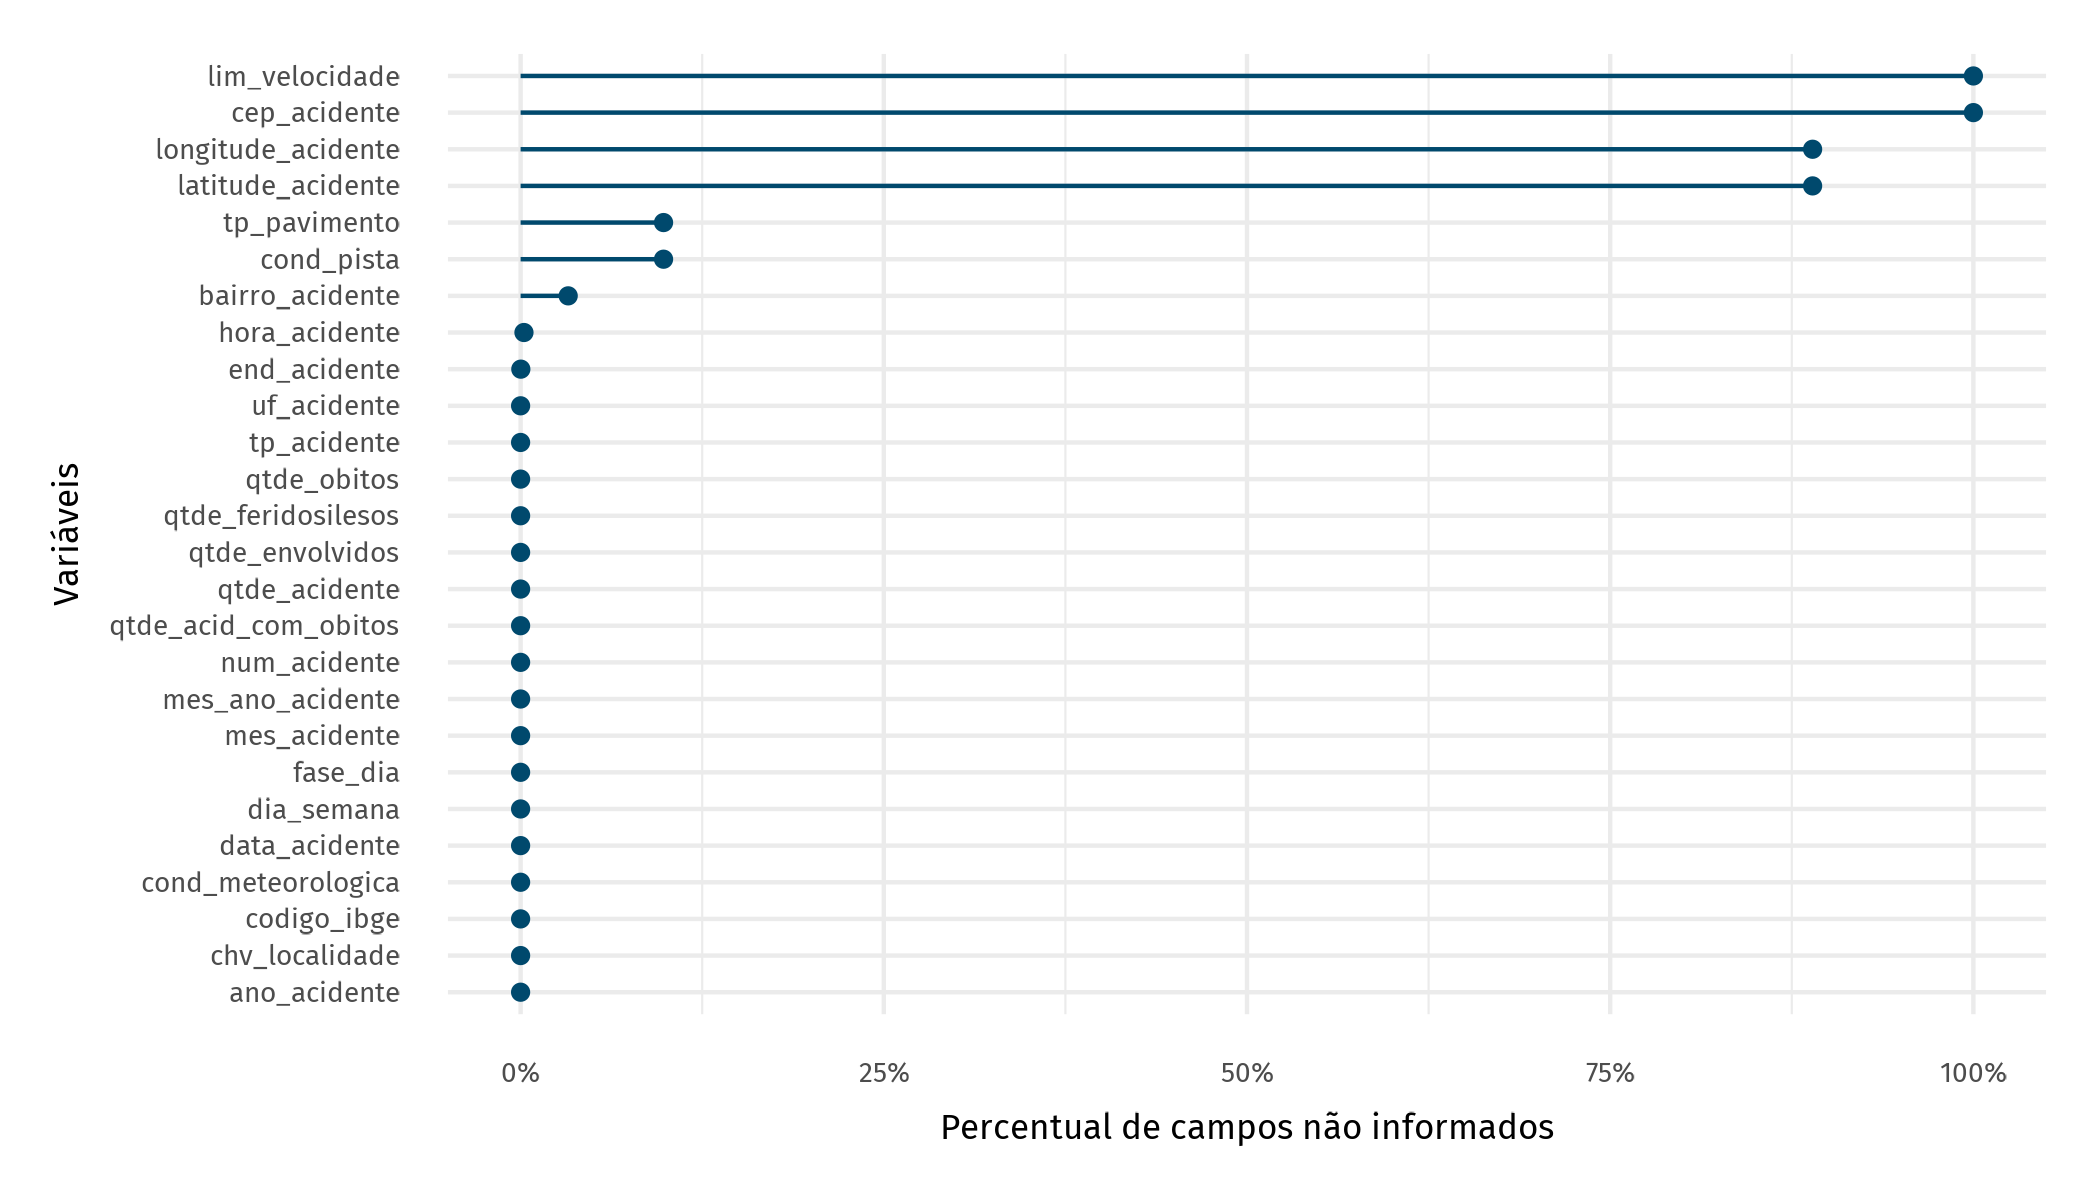 Variáveis
lim_velocidade
cep_acidente
longitude_acidente
latitude_acidente
tp_pavimento
cond_pista
bairro_acidente
hora_acidente
end_acidente
uf_acidente
tp_acidente
qtde_obitos
qtde_feridosilesos
qtde_envolvidos
qtde_acidente
qtde_acid_com_obitos
num_acidente
mes_ano_acidente
mes_acidente
fase_dia
dia_semana
data_acidente
cond_meteorologica
codigo_ibge
chv_localidade
ano_acidente
0% 25% 50% 75% 100%
Percentual de campos não informados